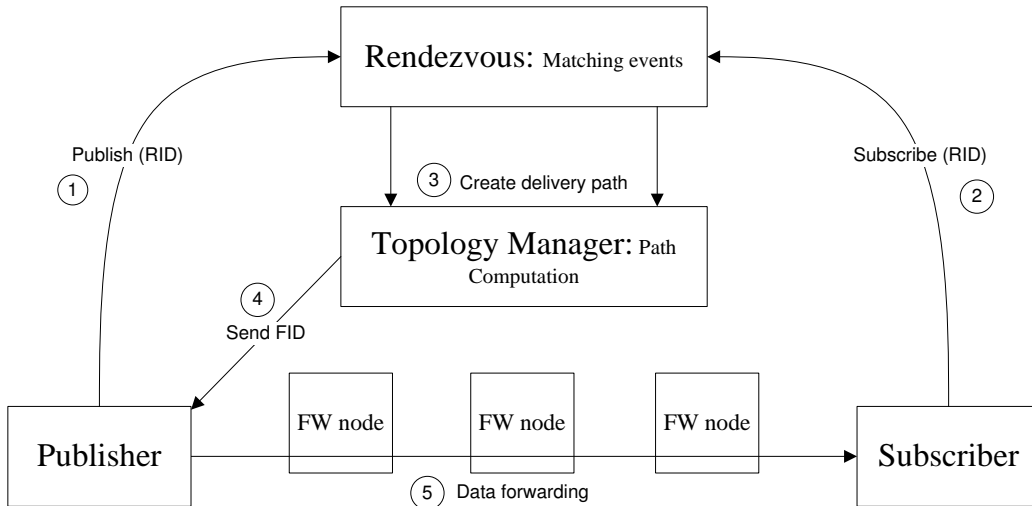 Rendezvous: Matching events
Publish (RID)
1
Subscribe (RID)
2
3 Create delivery path
Topology Manager: Path
Computation
4
Send FID
FW node
FW node
FW node
Publisher
Subscriber
5 Data forwarding